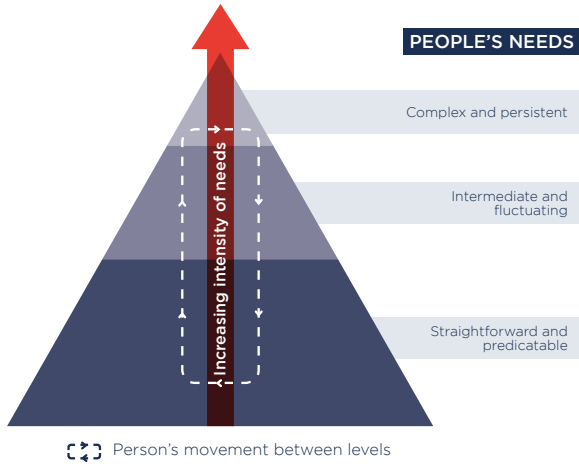 PEOPLE'S NEEDS
Complex and persistent
Intermediate and
fluctuating
Straightforward and
predicatable
Increasing intensity of needs
Person's movement between levels